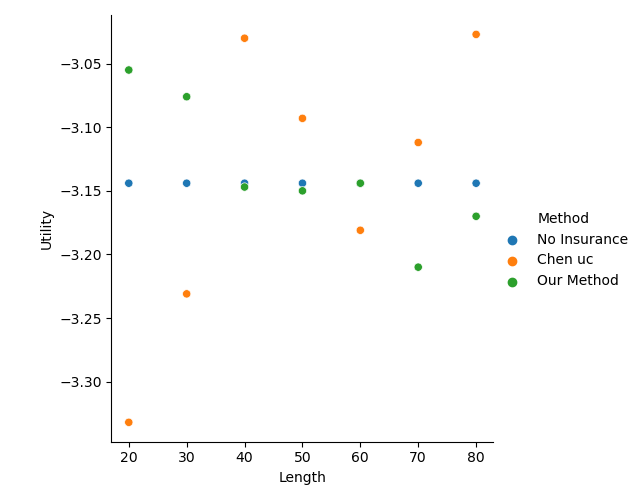 −3.05
−3.10
−3.15
−3.20
−3.25
−3.30
Utility
20 30 40 50 60 70 80
Length
Method
No Insurance
Chen uc
Our Method